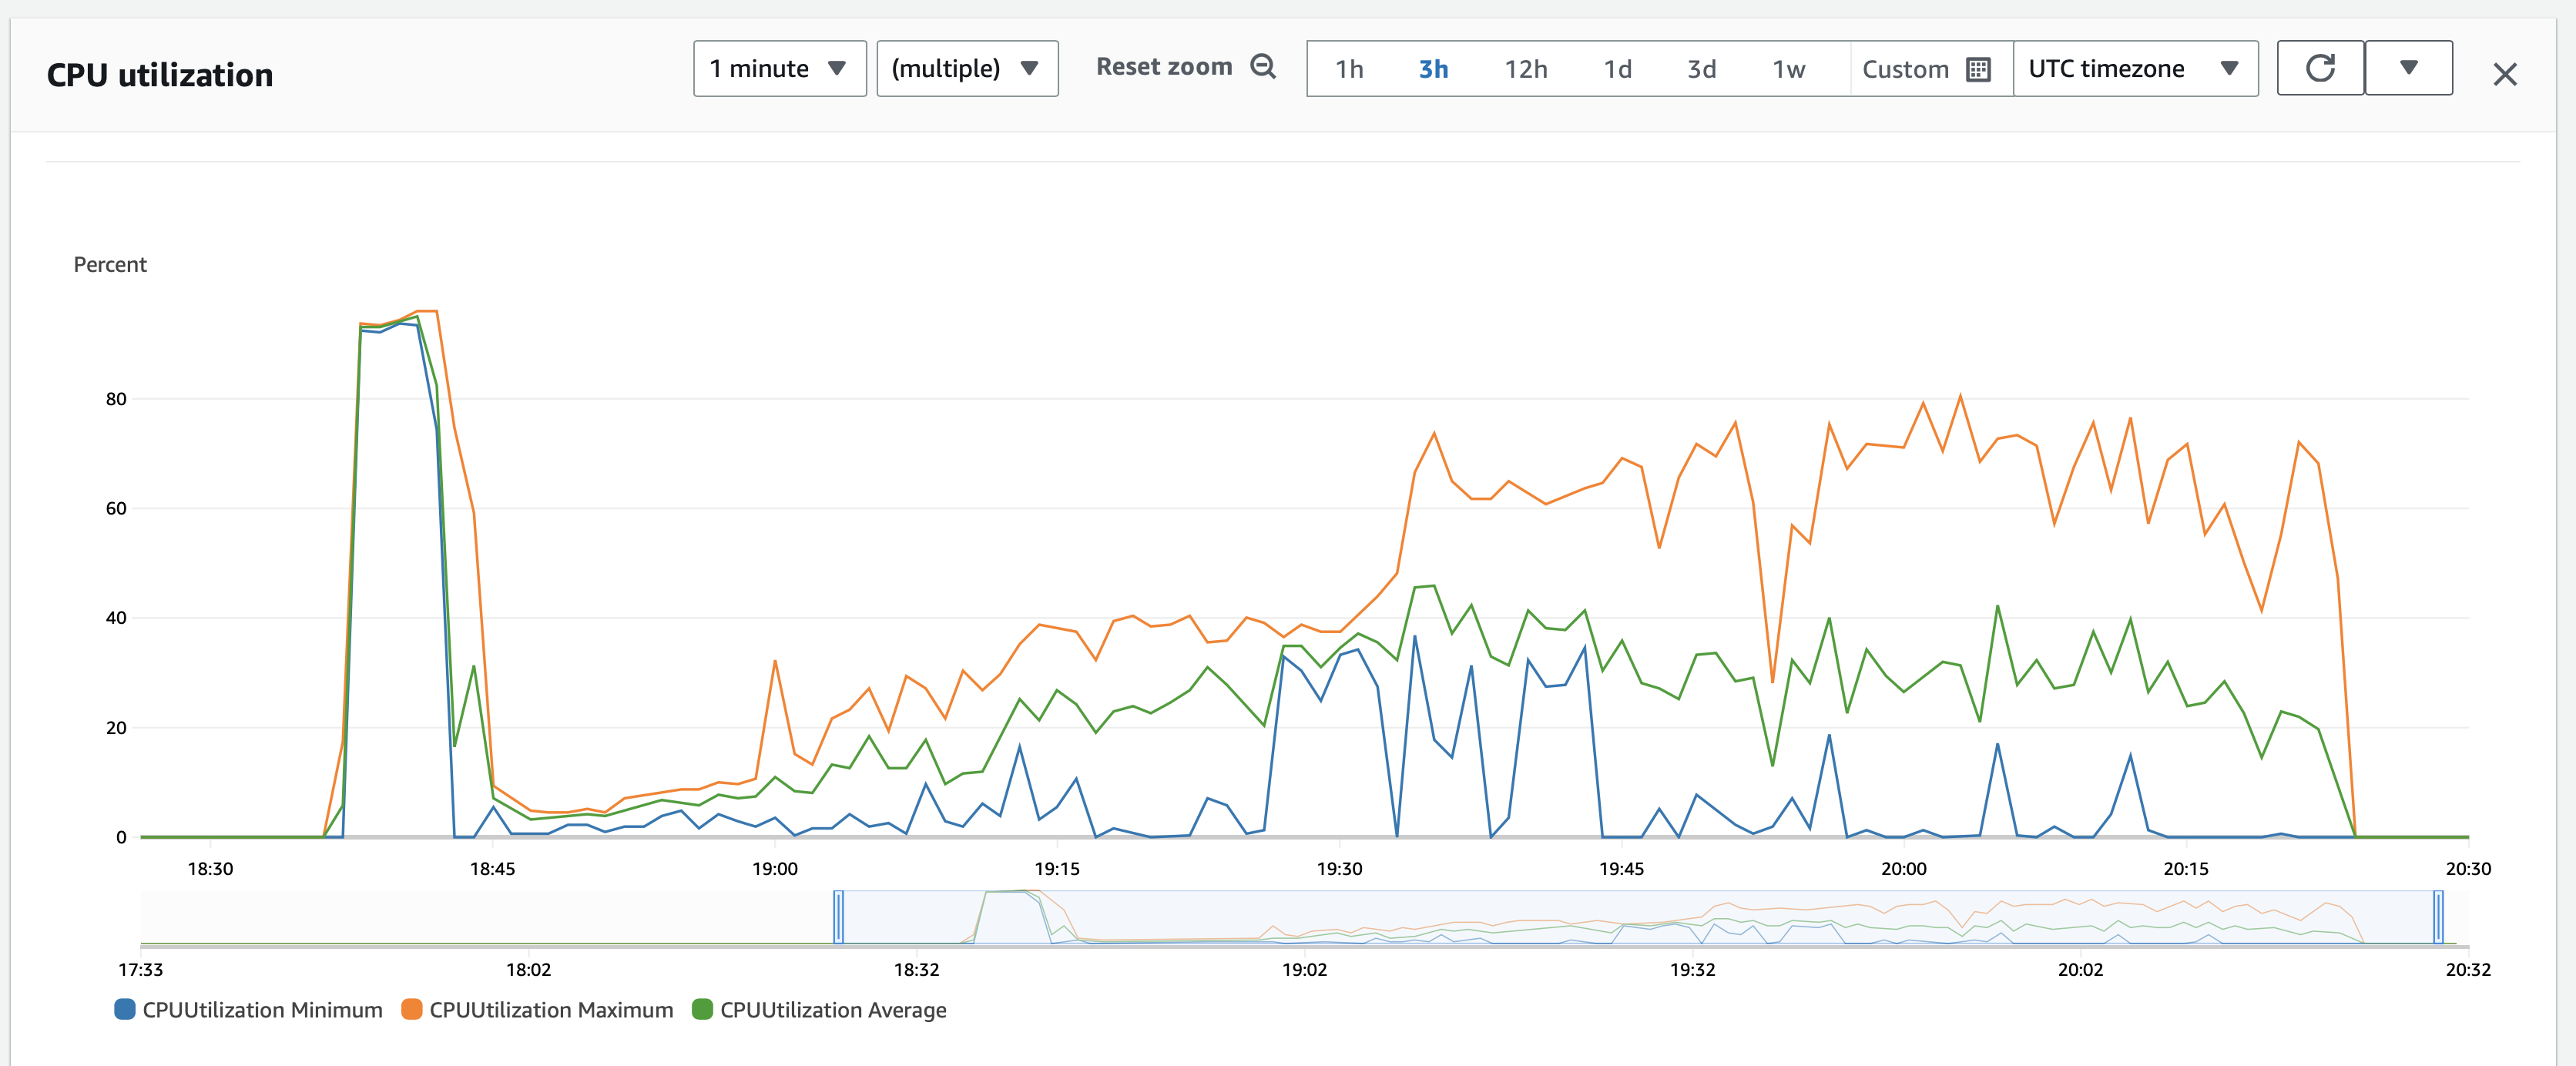 CPU utilization
1 minute
(multiple)
Reset zoom
1h 3h 12h 1d 3d 1w Custom
UTC timezone
Percent
80
60
40
20
0
18:30 18:45 19:00 19:15 19:30 19:45 20:00 20:15 20:30
17:33 18:02 18:32 19:02 19:32 20:02 20:32
CPUUtilization Minimum CPUUtilization Maximum CPUUtilization Average